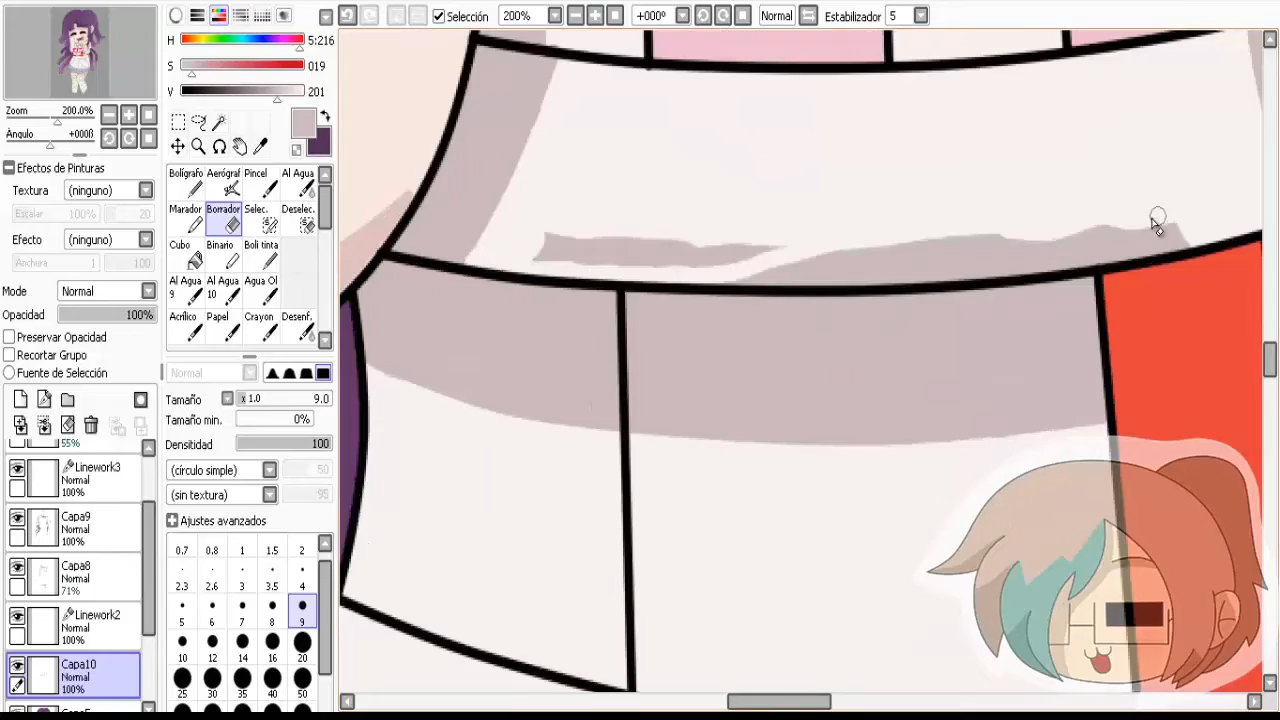 Selección 200% +000º Normal Estabilizador 5
H 5:216
S 019
V 201
Zoom 200.0%
Àngulo +000ß
Efectos de Pinturas
Textura (ninguno)
Escalar 100% 20
Efecto (ninguno)
Anchura 1 100
Mode Normal
Opacidad 100%
Preservar Opacidad
Recortar Grupo
Fuente de Selección
55%
Linework3
Normal
100%
Capa9
Normal
100%
Capa8
Normal
71%
Linework2
Normal
100%
Capa10
Normal
100%
Bolígrafo Aerógraf Pincel Al Agua
Marador Borrador Selec. Deselec.
Cubo Binario Boli tinta
Al Agua 9 Al Agua 10 Agua Ol
Acrílico Papel Crayon Desenf.
Normal
Tamaño x 1.0 9.0
Tamaño min. 0%
Densitidad 100
(círculo simple) 50
(sin textura) 95
Ajustes avanzados
0.7 0.8 1 1.5 2
2.3 2.6 3 3.5 4
5 6 7 8 9
10 12 14 16 20
25 30 35 40 50